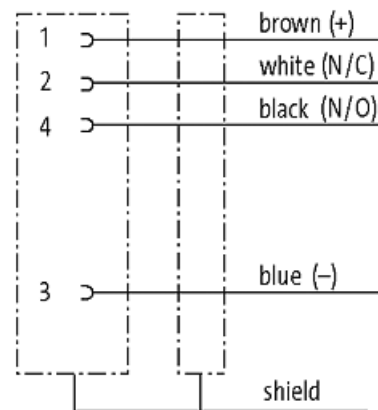 1 brown (+)
2 white (N/C)
4 black (N/O)
3 blue (–)
shield